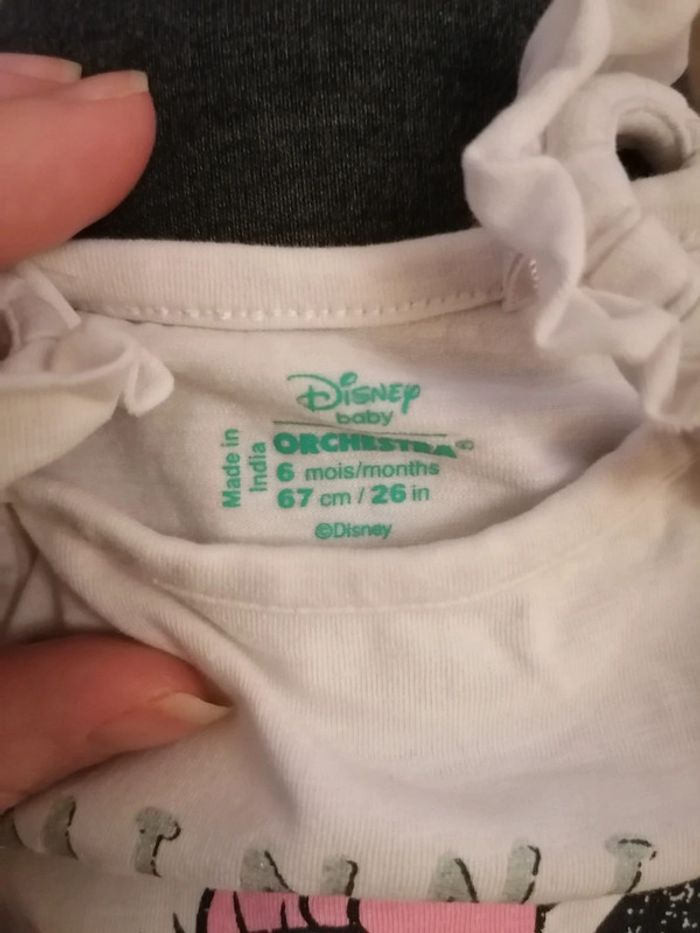 Disney
baby
ORCHESTRA
6 mois/months
67 cm / 26 in
©Disney
Made in
India